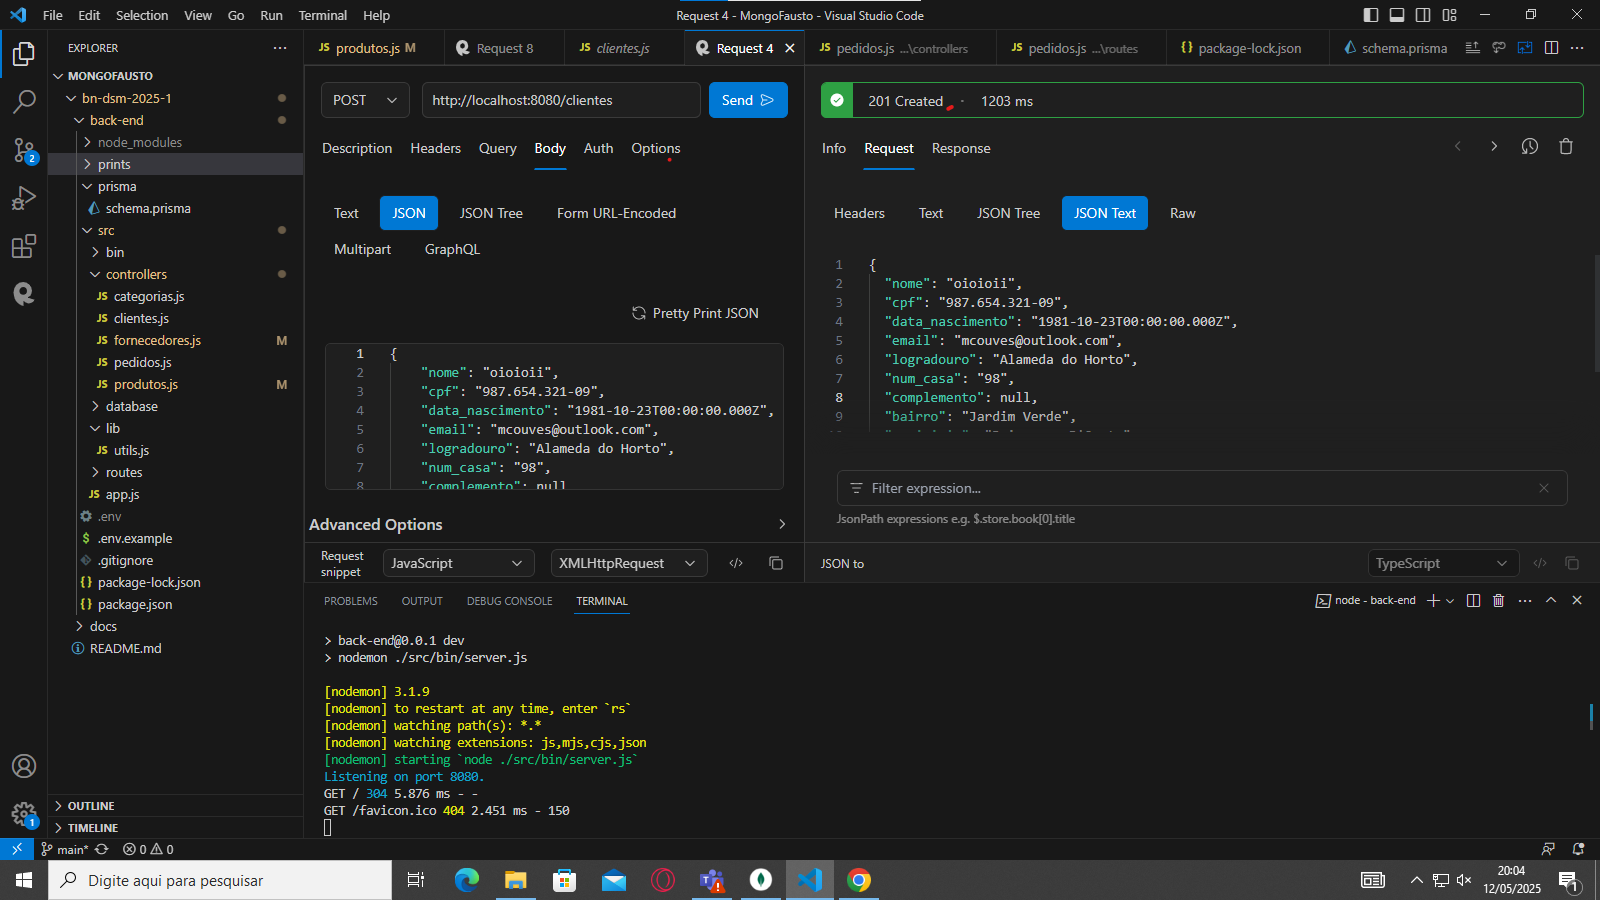 File Edit Selection View Go Run Terminal Help
Request 4 - MongoFausto - Visual Studio Code
EXPLORER
MONGOFAUSTO
bn-dsm-2025-1
back-end
node_modules
prints
prisma
schema.prisma
src
bin
controllers
JS categorias.js
JS clientes.js
JS fornecedores.js M
JS pedidos.js
JS produtos.js M
database
lib
JS utils.js
routes
JS app.js
.env
$ .env.example
.gitignore
{} package-lock.json
{} package.json
docs
README.md
OUTLINE
TIMELINE
2
1
JS produtos.js M
Request 8
JS clientes.js
Request 4
JS pedidos.js ...\controllers
JS pedidos.js ...\routes
{} package-lock.json
schema.prisma
POST
http://localhost:8080/clientes
Send
Description Headers Query Body Auth Options
Text JSON JSON Tree Form URL-Encoded
Multipart GraphQL
Pretty Print JSON
1 {
2 "nome": "oioioii",
3 "cpf": "987.654.321-09",
4 "data_nascimento": "1981-10-23T00:00:00.000Z",
5 "email": "mcouves@outlook.com",
6 "logradouro": "Alameda do Horto",
7 "num_casa": "98",
8 "complemento": null
Advanced Options
Request snippet
JavaScript
XMLHttpRequest
201 Created · 1203 ms
Info Request Response
Headers Text JSON Tree JSON Text Raw
1 {
2 "nome": "oioioii",
3 "cpf": "987.654.321-09",
4 "data_nascimento": "1981-10-23T00:00:00.000Z",
5 "email": "mcouves@outlook.com",
6 "logradouro": "Alameda do Horto",
7 "num_casa": "98",
8 "complemento": null,
9 "bairro": "Jardim Verde",
Filter expression...
JsonPath expressions e.g. $.store.book[0].title
JSON to
TypeScript
PROBLEMS OUTPUT DEBUG CONSOLE TERMINAL
node - back-end
> back-end@0.0.1 dev
> nodemon ./src/bin/server.js
[nodemon] 3.1.9
[nodemon] to restart at any time, enter `rs`
[nodemon] watching path(s): *.*
[nodemon] watching extensions: js,mjs,cjs,json
[nodemon] starting `node ./src/bin/server.js`
Listening on port 8080.
GET / 304 5.876 ms - -
GET /favicon.ico 404 2.451 ms - 150
main* 0 0
Digite aqui para pesquisar
20:04
12/05/2025
1